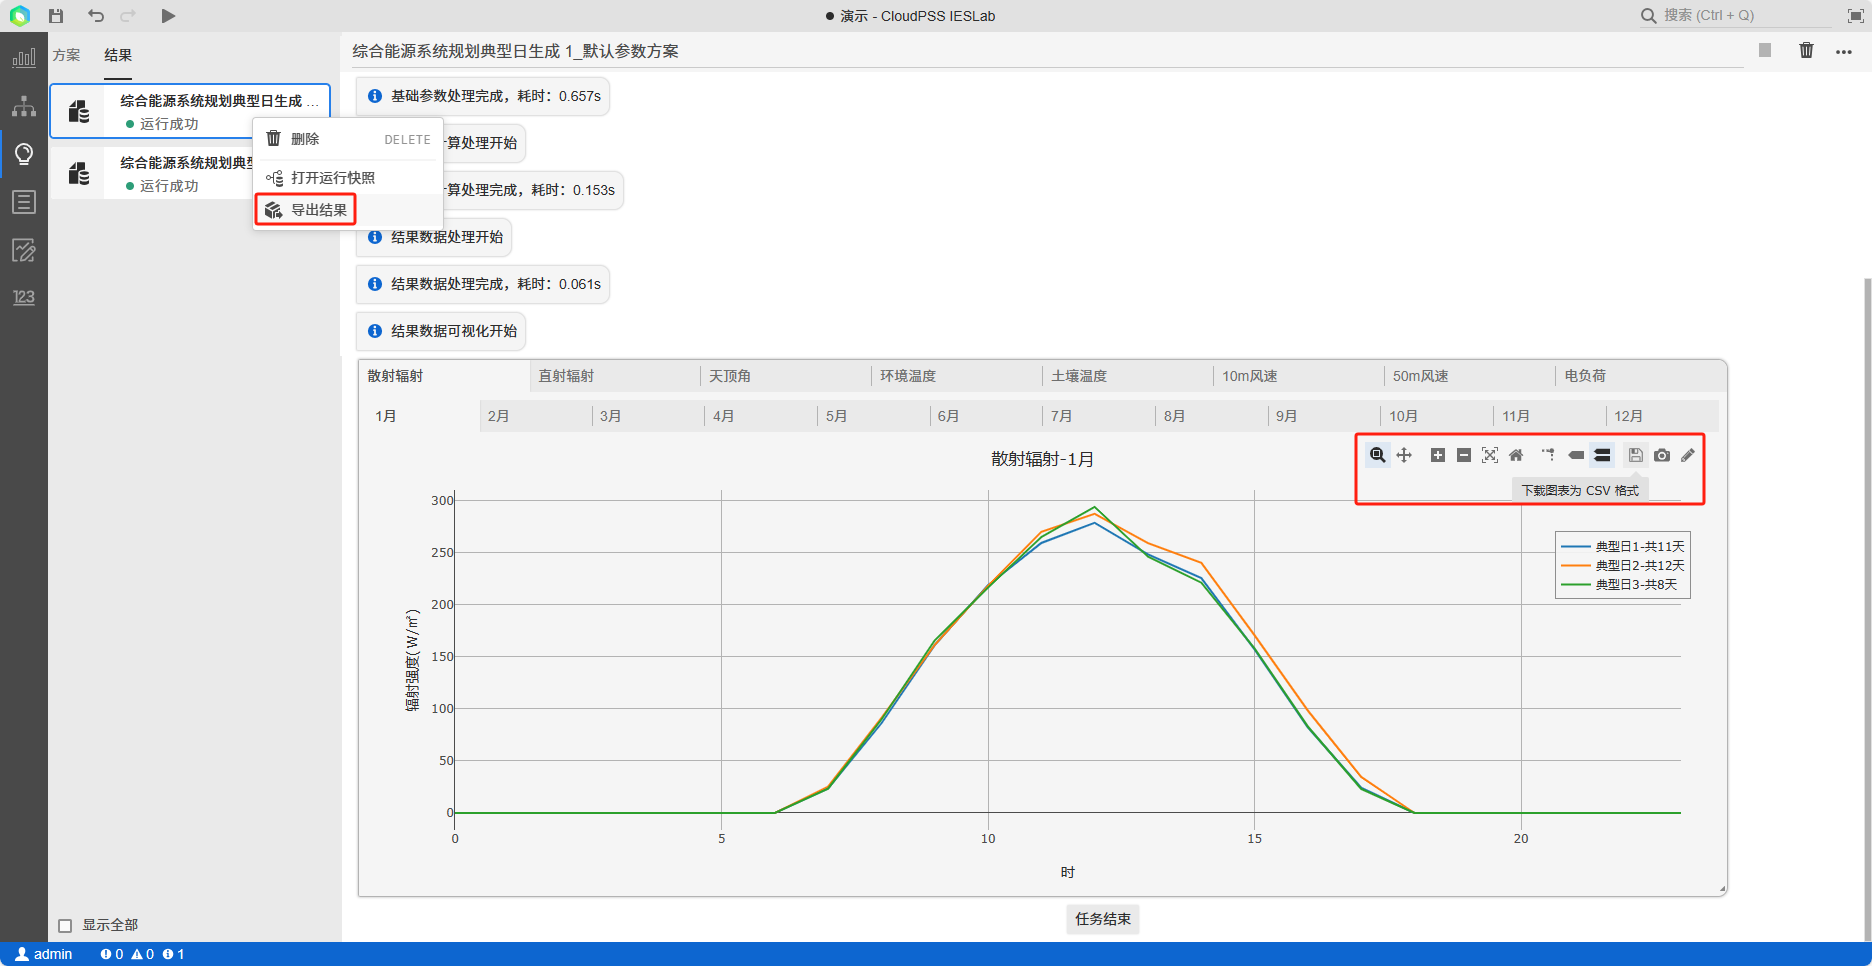 演示 - CloudPSS IESLab
搜索 (Ctrl + Q)
方案
结果
综合能源系统规划典型日生成 1_默认参数方案
综合能源系统规划典型日生成 ...
运行成功
综合能源系统规划典型
运行成功
删除
DELETE
打开运行快照
导出结果
123
基础参数处理完成，耗时：0.657s
算处理开始
算处理完成，耗时：0.153s
结果数据处理开始
结果数据处理完成，耗时：0.061s
结果数据可视化开始
散射辐射
直射辐射
天顶角
环境温度
土壤温度
10m风速
50m风速
电负荷
1月
2月
3月
4月
5月
6月
7月
8月
9月
10月
11月
12月
散射辐射-1月
下载图表为 CSV 格式
典型日1-共11天
典型日2-共12天
典型日3-共8天
辐射强度(W/㎡)
300
250
200
150
100
50
0
0
5
10
15
20
时
任务结束
显示全部
admin
0
0
1